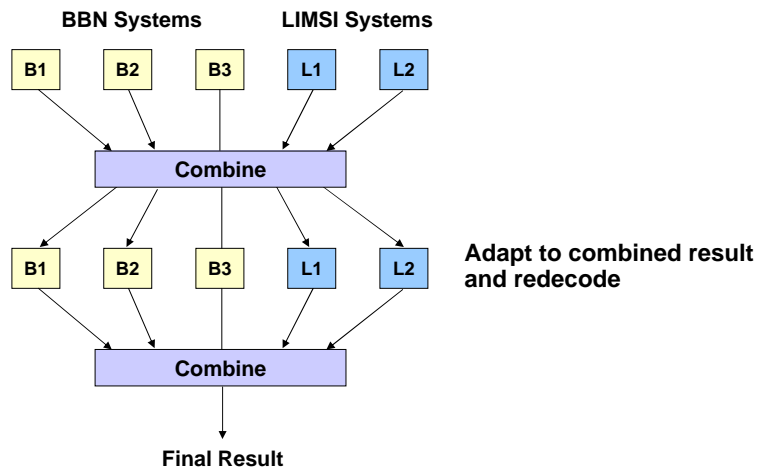 BBN Systems
LIMSI Systems
B1
B2
B3
L1
L2
Combine
B1
B2
B3
L1
L2
Adapt to combined result
and redecode
Combine
Final Result